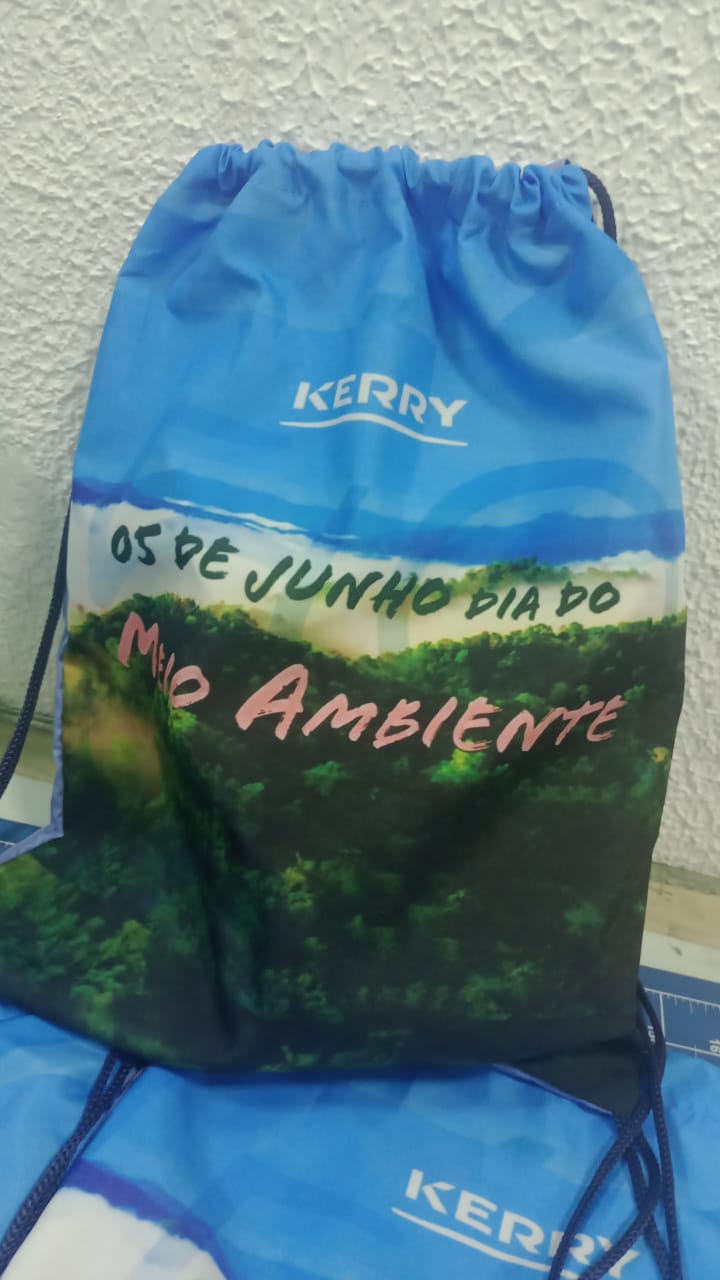 KERRY
05 DE JUNHO DIA DO
MEIO AMBIENTE
KERRY